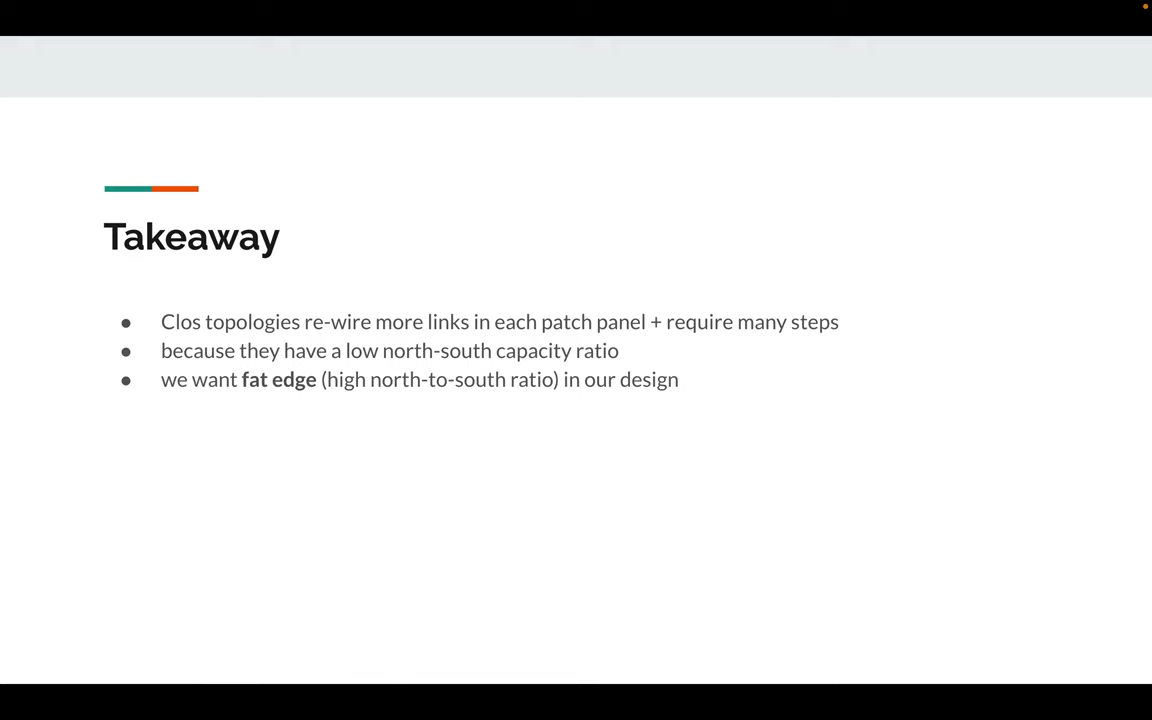 Takeaway
● Clos topologies re-wire more links in each patch panel + require many steps
● because they have a low north-south capacity ratio
● we want fat edge (high north-to-south ratio) in our design